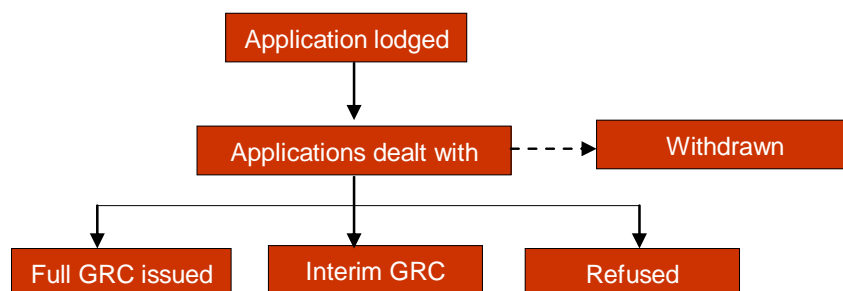 Application lodged
Applications dealt with
Withdrawn
Full GRC issued
Interim GRC
Refused